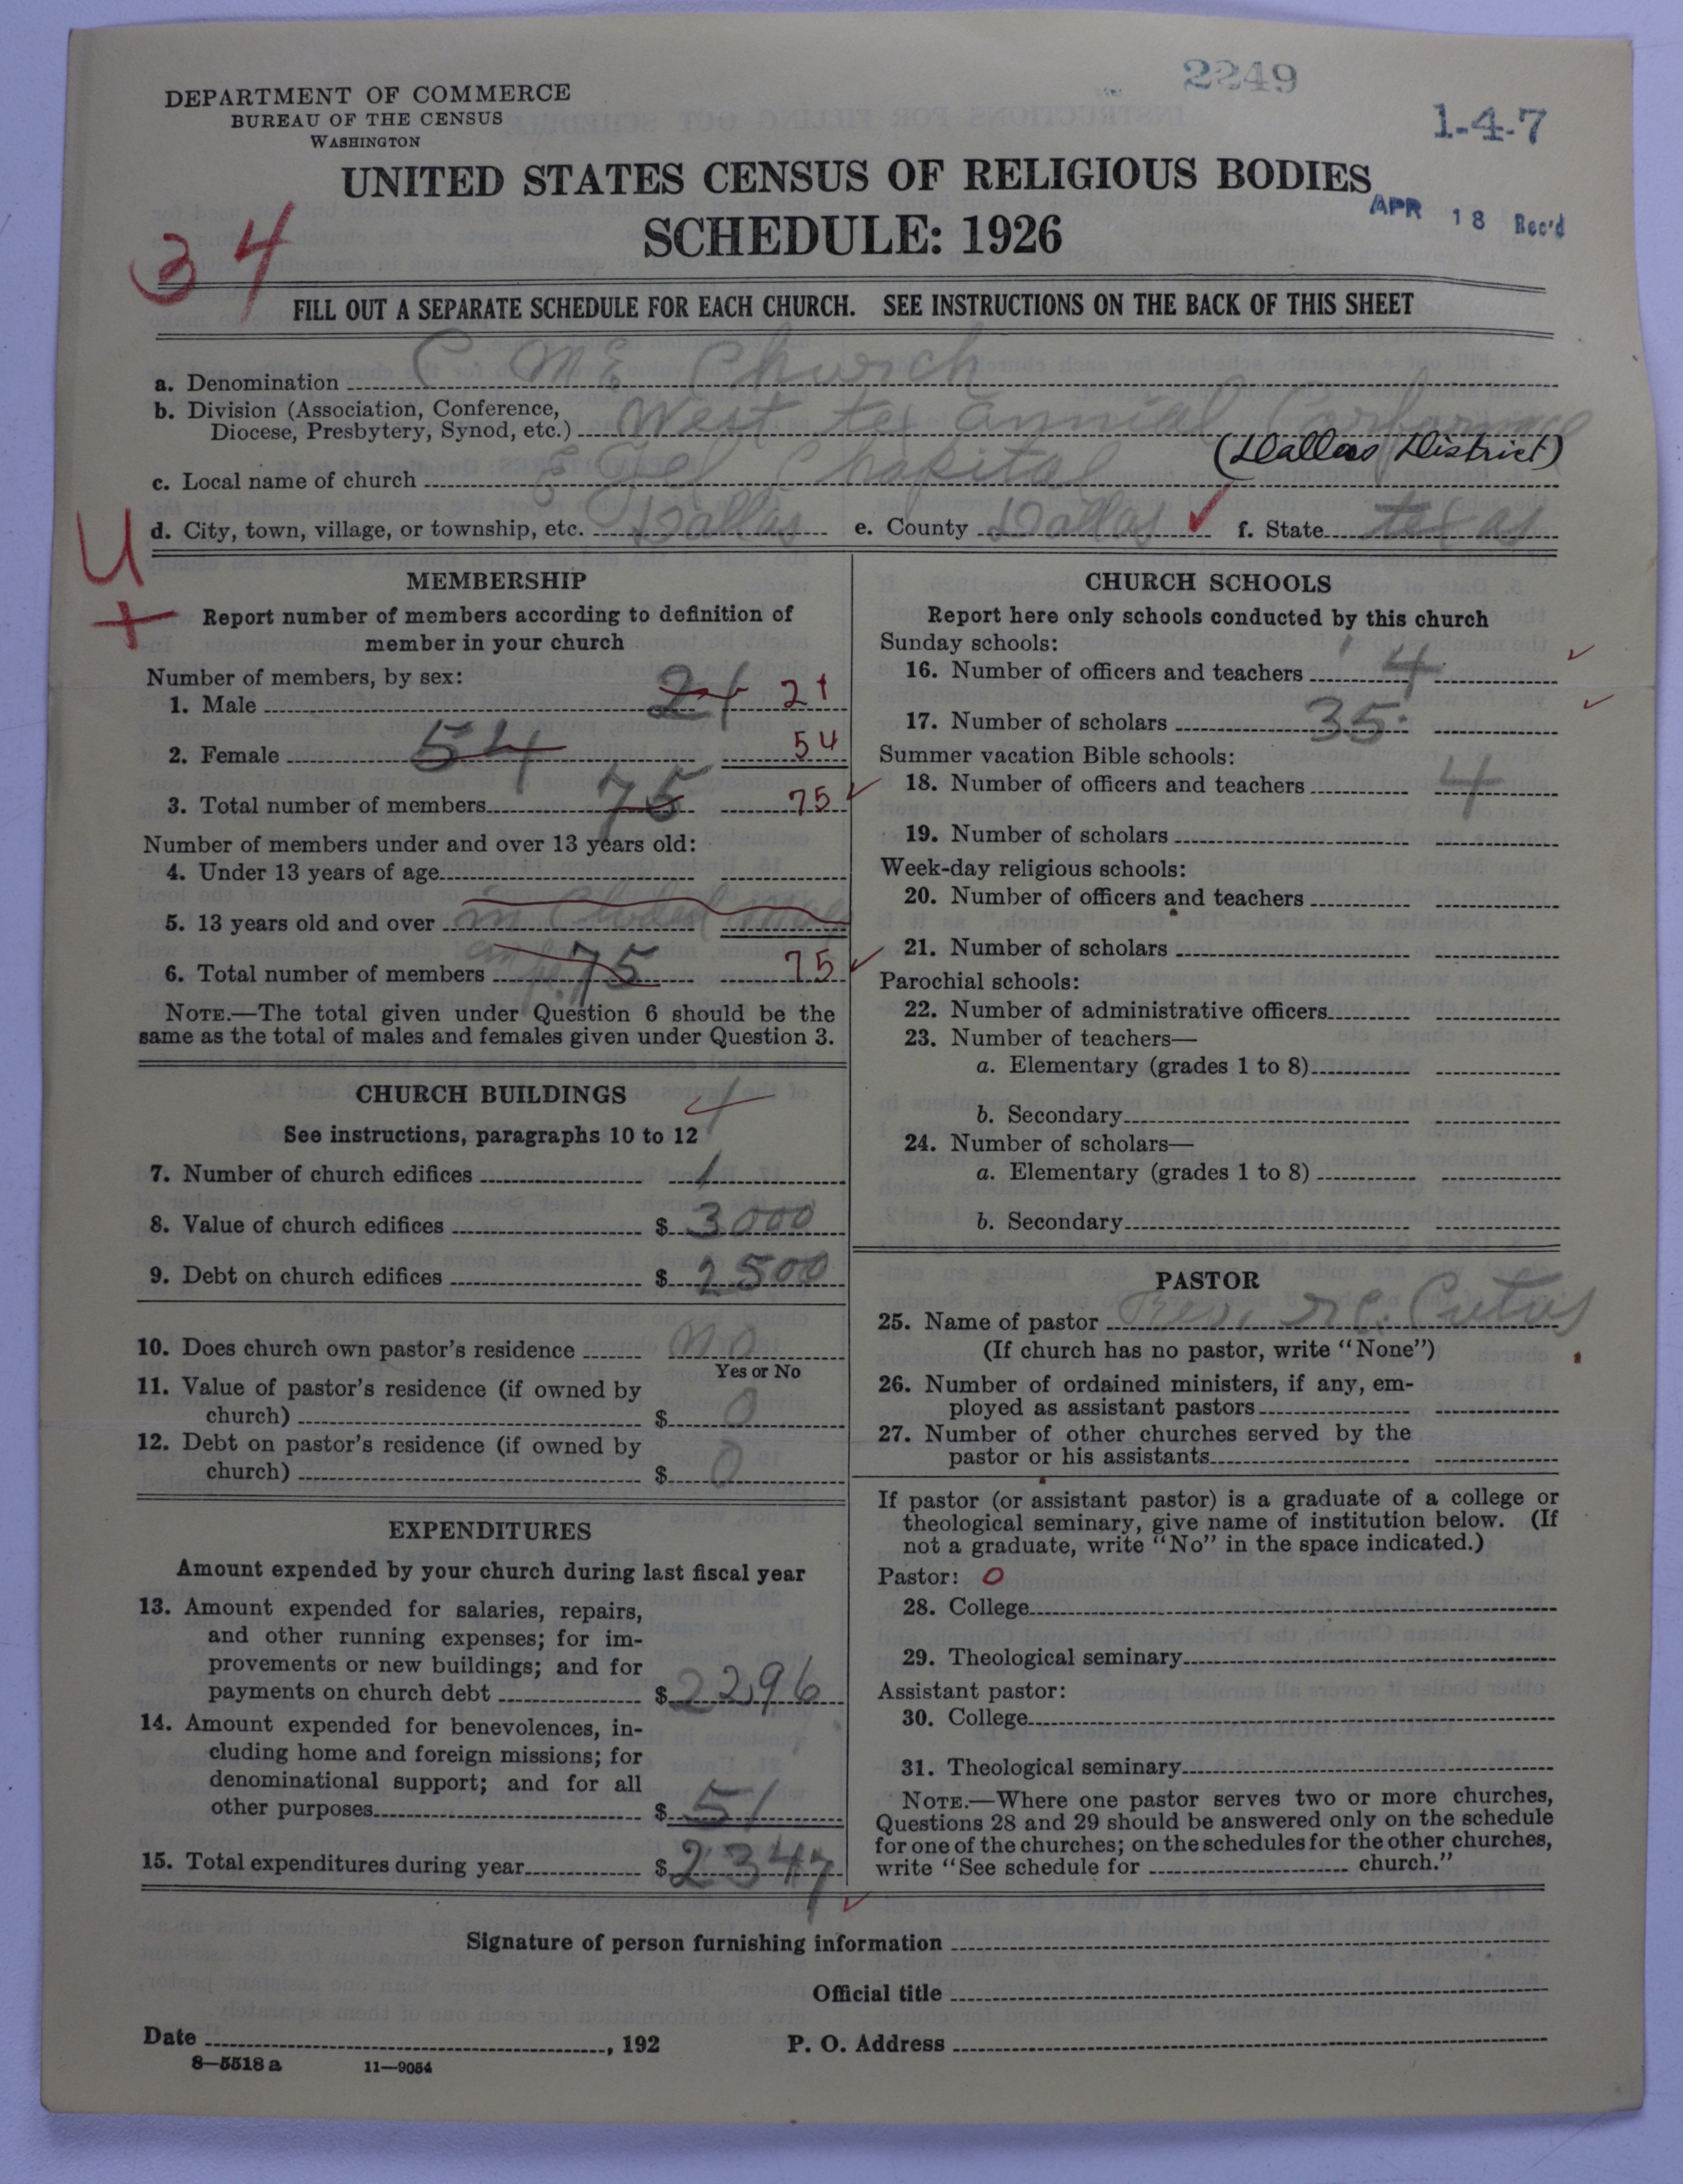 2249
DEPARTMENT OF COMMERCE
BUREAU OF THE CENSUS
WASHINGTON
1-4-7
UNITED STATES CENSUS OF RELIGIOUS BODIES
SCHEDULE: 1926
APR 18 Rec'd
34
FILL OUT A SEPARATE SCHEDULE FOR EACH CHURCH. SEE INSTRUCTIONS ON THE BACK OF THIS SHEET
a. Denomination C M E Church
b. Division (Association, Conference,
Diocese, Presbytery, Synod, etc.) West tex annual
(Dallas District)
c. Local name of church
d. City, town, village, or township, etc. Dallas e. County Dallas ✓ f. State texas
U
+
MEMBERSHIP
Report number of members according to definition of
member in your church
Number of members, by sex:
1. Male 21 21
2. Female 54 54
3. Total number of members 75 75 ✓
Number of members under and over 13 years old:
4. Under 13 years of age
5. 13 years old and over
6. Total number of members 75 75 ✓
NOTE.—The total given under Question 6 should be the
same as the total of males and females given under Question 3.
CHURCH BUILDINGS
See instructions, paragraphs 10 to 12
7. Number of church edifices 1
8. Value of church edifices $ 3000
9. Debt on church edifices $ 2500
10. Does church own pastor's residence no
Yes or No
11. Value of pastor's residence (if owned by
church) $ 0
12. Debt on pastor's residence (if owned by
church) $ 0
EXPENDITURES
Amount expended by your church during last fiscal year
13. Amount expended for salaries, repairs,
and other running expenses; for im-
provements or new buildings; and for
payments on church debt $ 2296
14. Amount expended for benevolences, in-
cluding home and foreign missions; for
denominational support; and for all
other purposes $ 51
15. Total expenditures during year $ 2347 ✓
CHURCH SCHOOLS
Report here only schools conducted by this church
Sunday schools:
16. Number of officers and teachers 4 ✓
17. Number of scholars 35 ✓
Summer vacation Bible schools:
18. Number of officers and teachers 4
19. Number of scholars
Week-day religious schools:
20. Number of officers and teachers
21. Number of scholars
Parochial schools:
22. Number of administrative officers
23. Number of teachers—
a. Elementary (grades 1 to 8)
b. Secondary
24. Number of scholars—
a. Elementary (grades 1 to 8)
b. Secondary
PASTOR
25. Name of pastor Rev.
(If church has no pastor, write "None")
26. Number of ordained ministers, if any, em-
ployed as assistant pastors
27. Number of other churches served by the
pastor or his assistants
If pastor (or assistant pastor) is a graduate of a college or
theological seminary, give name of institution below. (If
not a graduate, write "No" in the space indicated.)
Pastor: 0
28. College
29. Theological seminary
Assistant pastor:
30. College
31. Theological seminary
NOTE.—Where one pastor serves two or more churches,
Questions 28 and 29 should be answered only on the schedule
for one of the churches; on the schedules for the other churches,
write "See schedule for church."
Signature of person furnishing information
Official title
Date , 192 P. O. Address
8—5518 a 11—9054